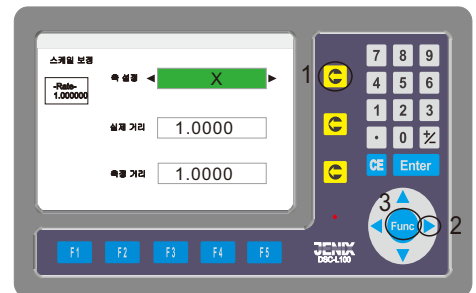 스케일 보정
-Rate-
1.000000
축 설정
X
실제 거리
1.0000
측정 거리
1.0000
1
7 8 9
4 5 6
1 2 3
· 0 +/-
CE Enter
3
Func
2
F1 F2 F3 F4 F5
JENIX
DSC-L100